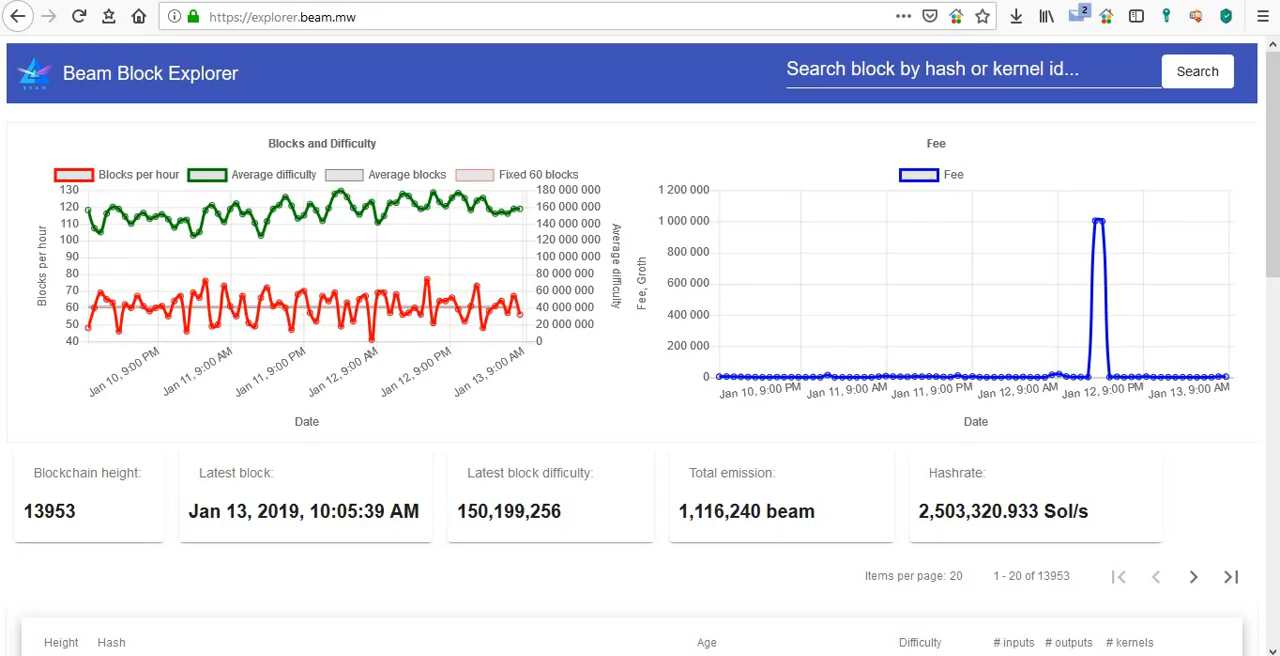 https://explorer.beam.mw
2
BEAM
Beam Block Explorer
Search block by hash or kernel id...
Search
Blocks and Difficulty
Blocks per hour Average difficulty Average blocks Fixed 60 blocks
130
120
110
100
90
80
70
60
50
40
Blocks per hour
180 000 000
160 000 000
140 000 000
120 000 000
100 000 000
80 000 000
60 000 000
40 000 000
20 000 000
0
Average difficulty
Jan 10, 9:00 PM
Jan 11, 9:00 AM
Jan 11, 9:00 PM
Jan 12, 9:00 AM
Jan 12, 9:00 PM
Jan 13, 9:00 AM
Date
Fee
Fee
1 200 000
1 000 000
800 000
600 000
400 000
200 000
0
Fee, Groth
Jan 10, 9:00 PM
Jan 11, 9:00 AM
Jan 11, 9:00 PM
Jan 12, 9:00 AM
Jan 12, 9:00 PM
Jan 13, 9:00 AM
Date
Blockchain height:
13953
Latest block:
Jan 13, 2019, 10:05:39 AM
Latest block difficulty:
150,199,256
Total emission:
1,116,240 beam
Hashrate:
2,503,320.933 Sol/s
Items per page: 20 1 - 20 of 13953
Height Hash Age Difficulty # inputs # outputs # kernels